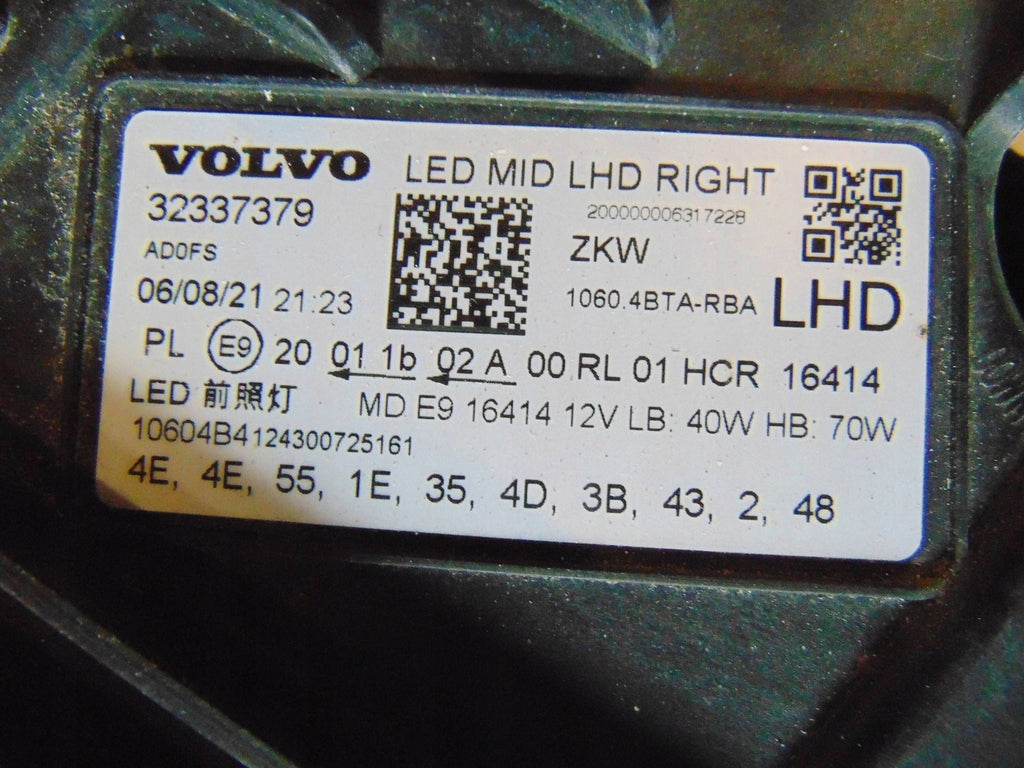 VOLVO LED MID LHD RIGHT
32337379 200000006317228
AD0FS ZKW
06/08/21 21:23 1060.4BTA-RBA LHD
PL E9 20 01 1b 02 A 00 RL 01 HCR 16414
LED 前照灯 MD E9 16414 12V LB: 40W HB: 70W
10604B4124300725161
4E, 4E, 55, 1E, 35, 4D, 3B, 43, 2, 48